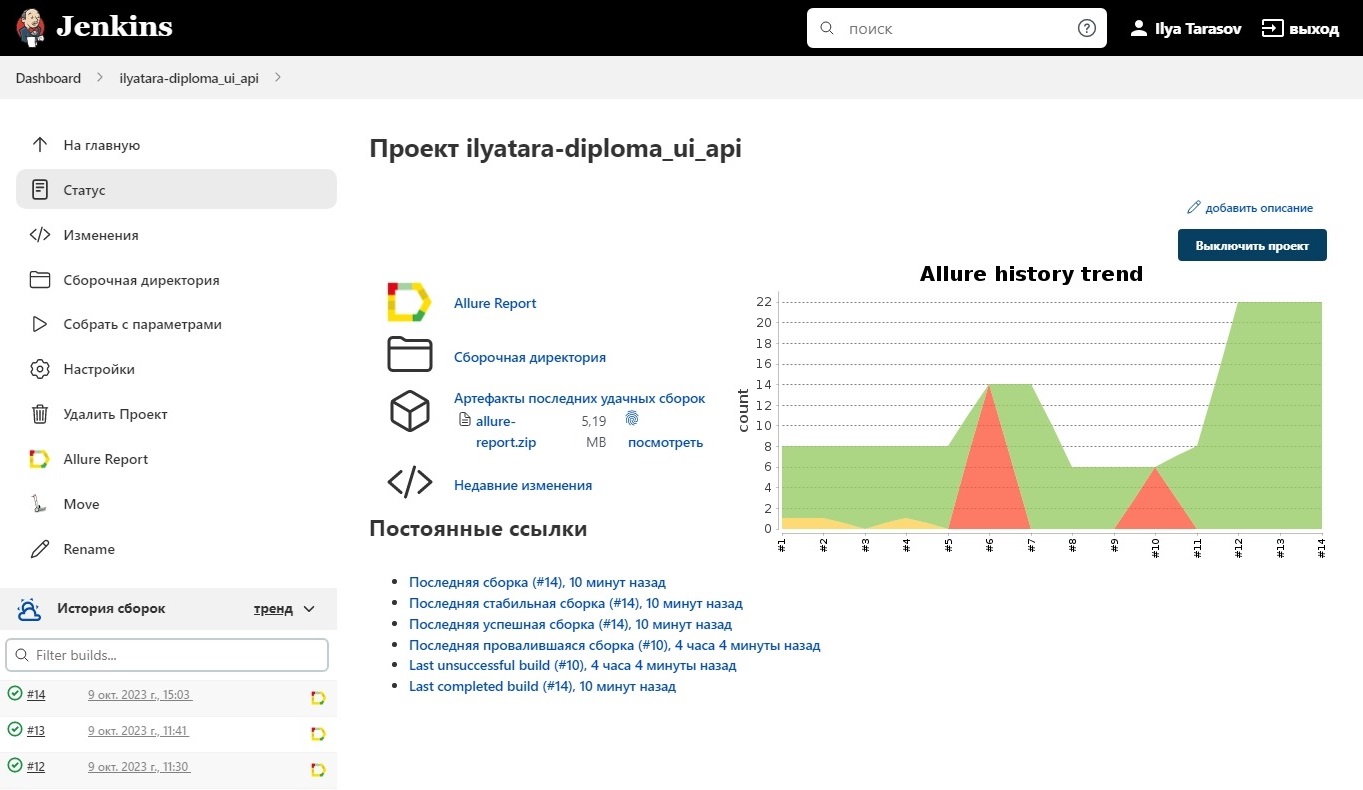 Jenkins
поиск
Ilya Tarasov
выход
Dashboard
ilyatara-diploma_ui_api
На главную
Статус
Изменения
Сборочная директория
Собрать с параметрами
Настройки
Удалить Проект
Allure Report
Move
Rename
История сборок
тренд
Filter builds...
#14 9 окт. 2023 г., 15:03
#13 9 окт. 2023 г., 11:41
#12 9 окт. 2023 г., 11:30
Проект ilyatara-diploma_ui_api
добавить описание
Выключить проект
Allure Report
Сборочная директория
Артефакты последних удачных сборок
allure-
report.zip
5,19
MB
посмотреть
Недавние изменения
Allure history trend
count
22
20
18
16
14
12
10
8
6
4
2
0
#1 #2 #3 #4 #5 #6 #7 #8 #9 #10 #11 #12 #13 #14
Постоянные ссылки
Последняя сборка (#14), 10 минут назад
Последняя стабильная сборка (#14), 10 минут назад
Последняя успешная сборка (#14), 10 минут назад
Последняя провалившаяся сборка (#10), 4 часа 4 минуты назад
Last unsuccessful build (#10), 4 часа 4 минуты назад
Last completed build (#14), 10 минут назад